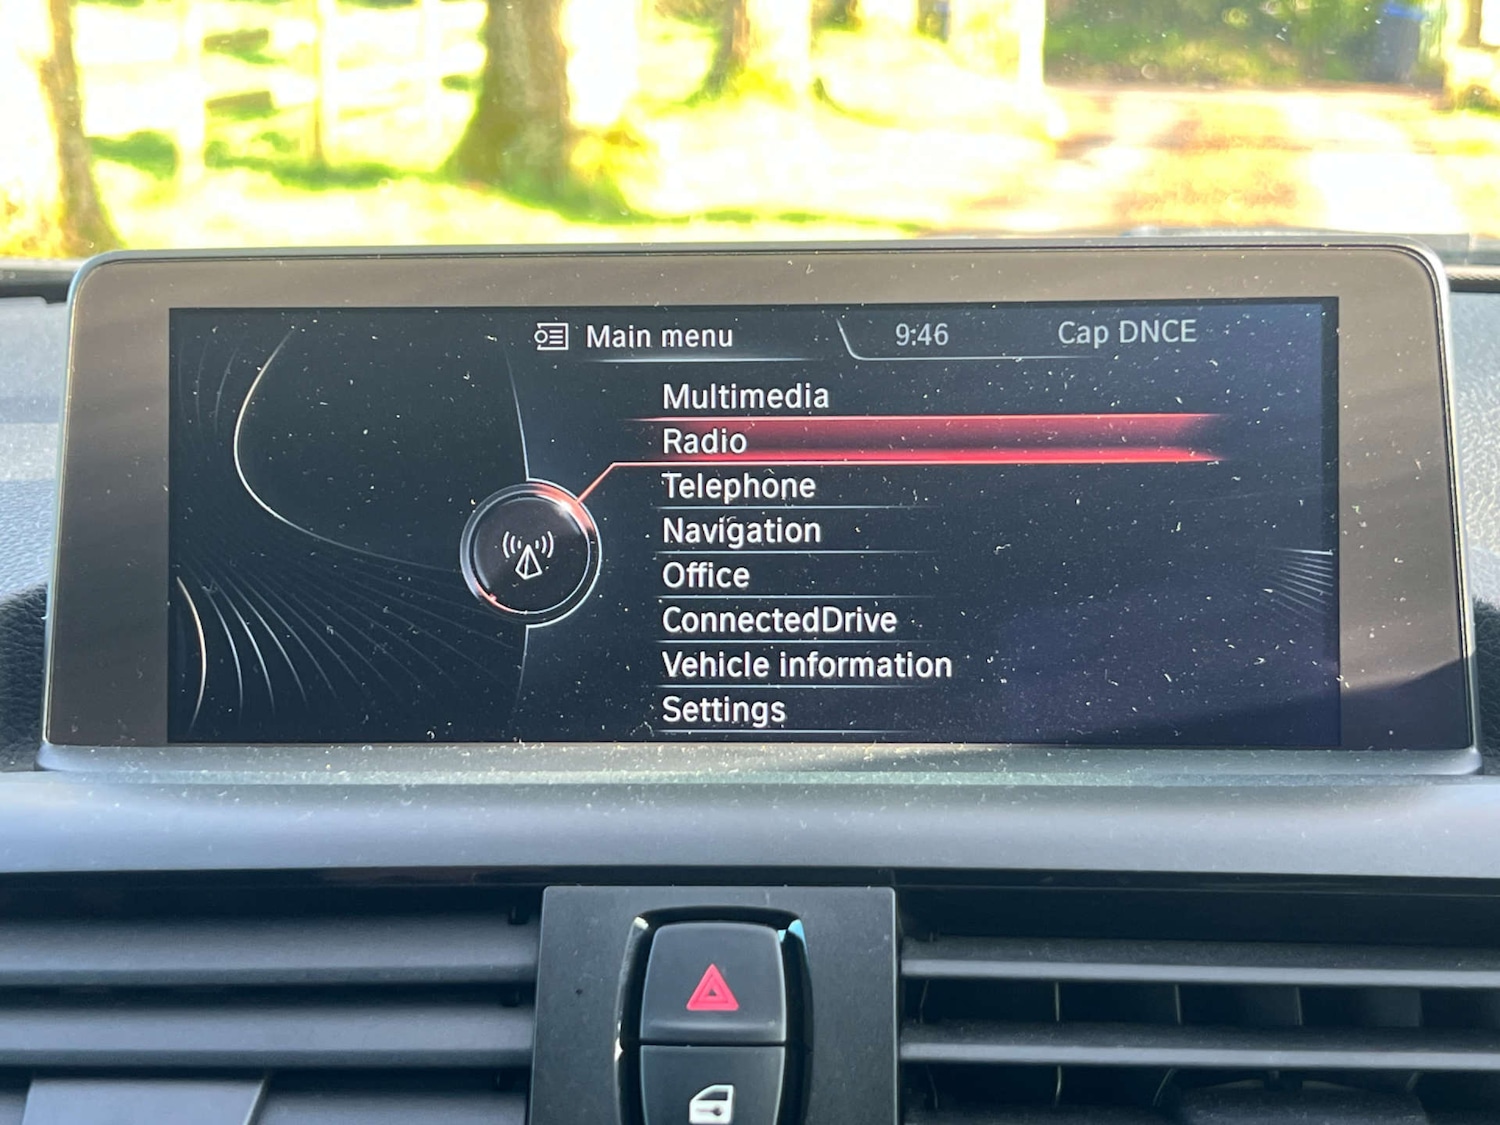 Main menu
9:46
Cap DNCE
Multimedia
Radio
Telephone
Navigation
Office
ConnectedDrive
Vehicle information
Settings